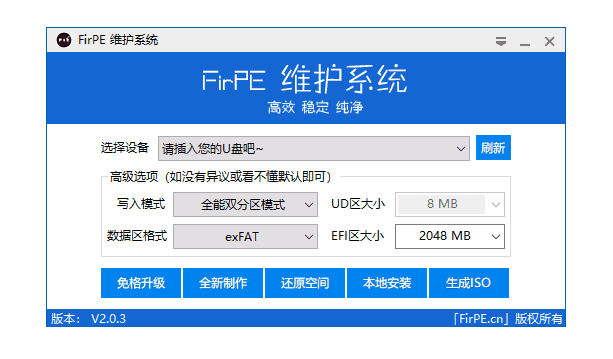 FirPE 维护系统
FirPE 维护系统
高效 稳定 纯净
选择设备 请插入您的U盘吧~ 刷新
高级选项（如没有异议或看不懂默认即可）
写入模式 全能双分区模式 UD区大小 8 MB
数据区格式 exFAT EFI区大小 2048 MB
免格升级 全新制作 还原空间 本地安装 生成ISO
版本： V2.0.3 「FirPE.cn」版权所有